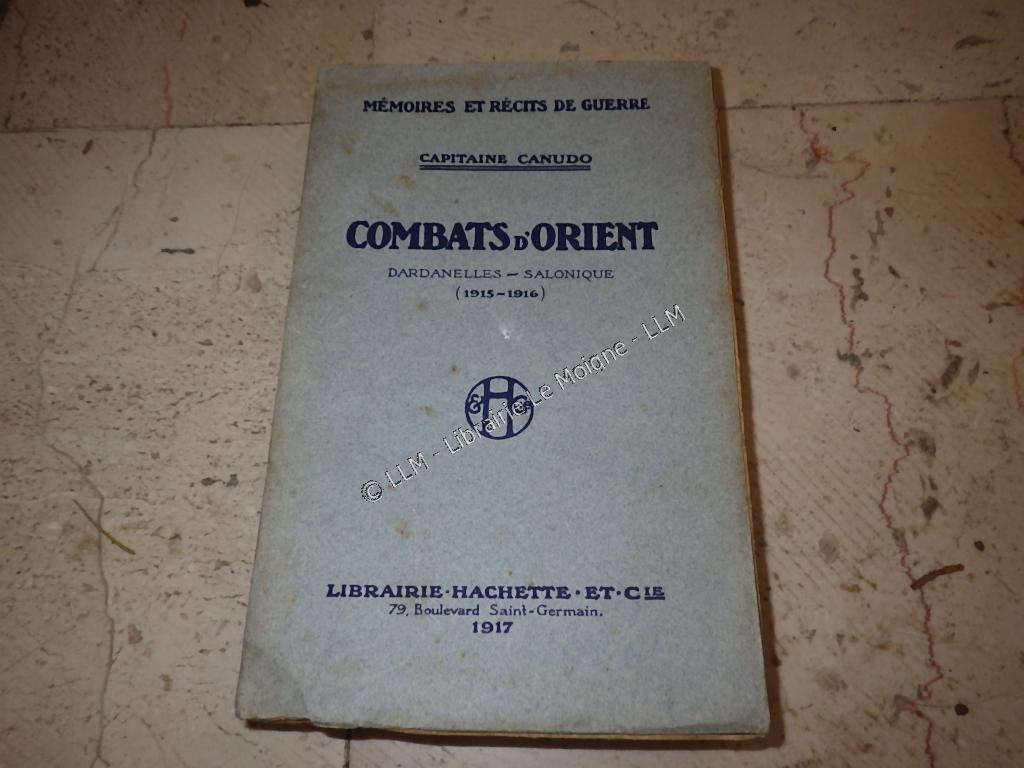 MÉMOIRES ET RÉCITS DE GUERRE
CAPITAINE CANUDO
COMBATS D'ORIENT
DARDANELLES - SALONIQUE
(1915-1916)
H & Cie
© LLM - Librairie Le Moigne - LLM
LIBRAIRIE·HACHETTE·ET·CIE
79, Boulevard Saint-Germain.
1917